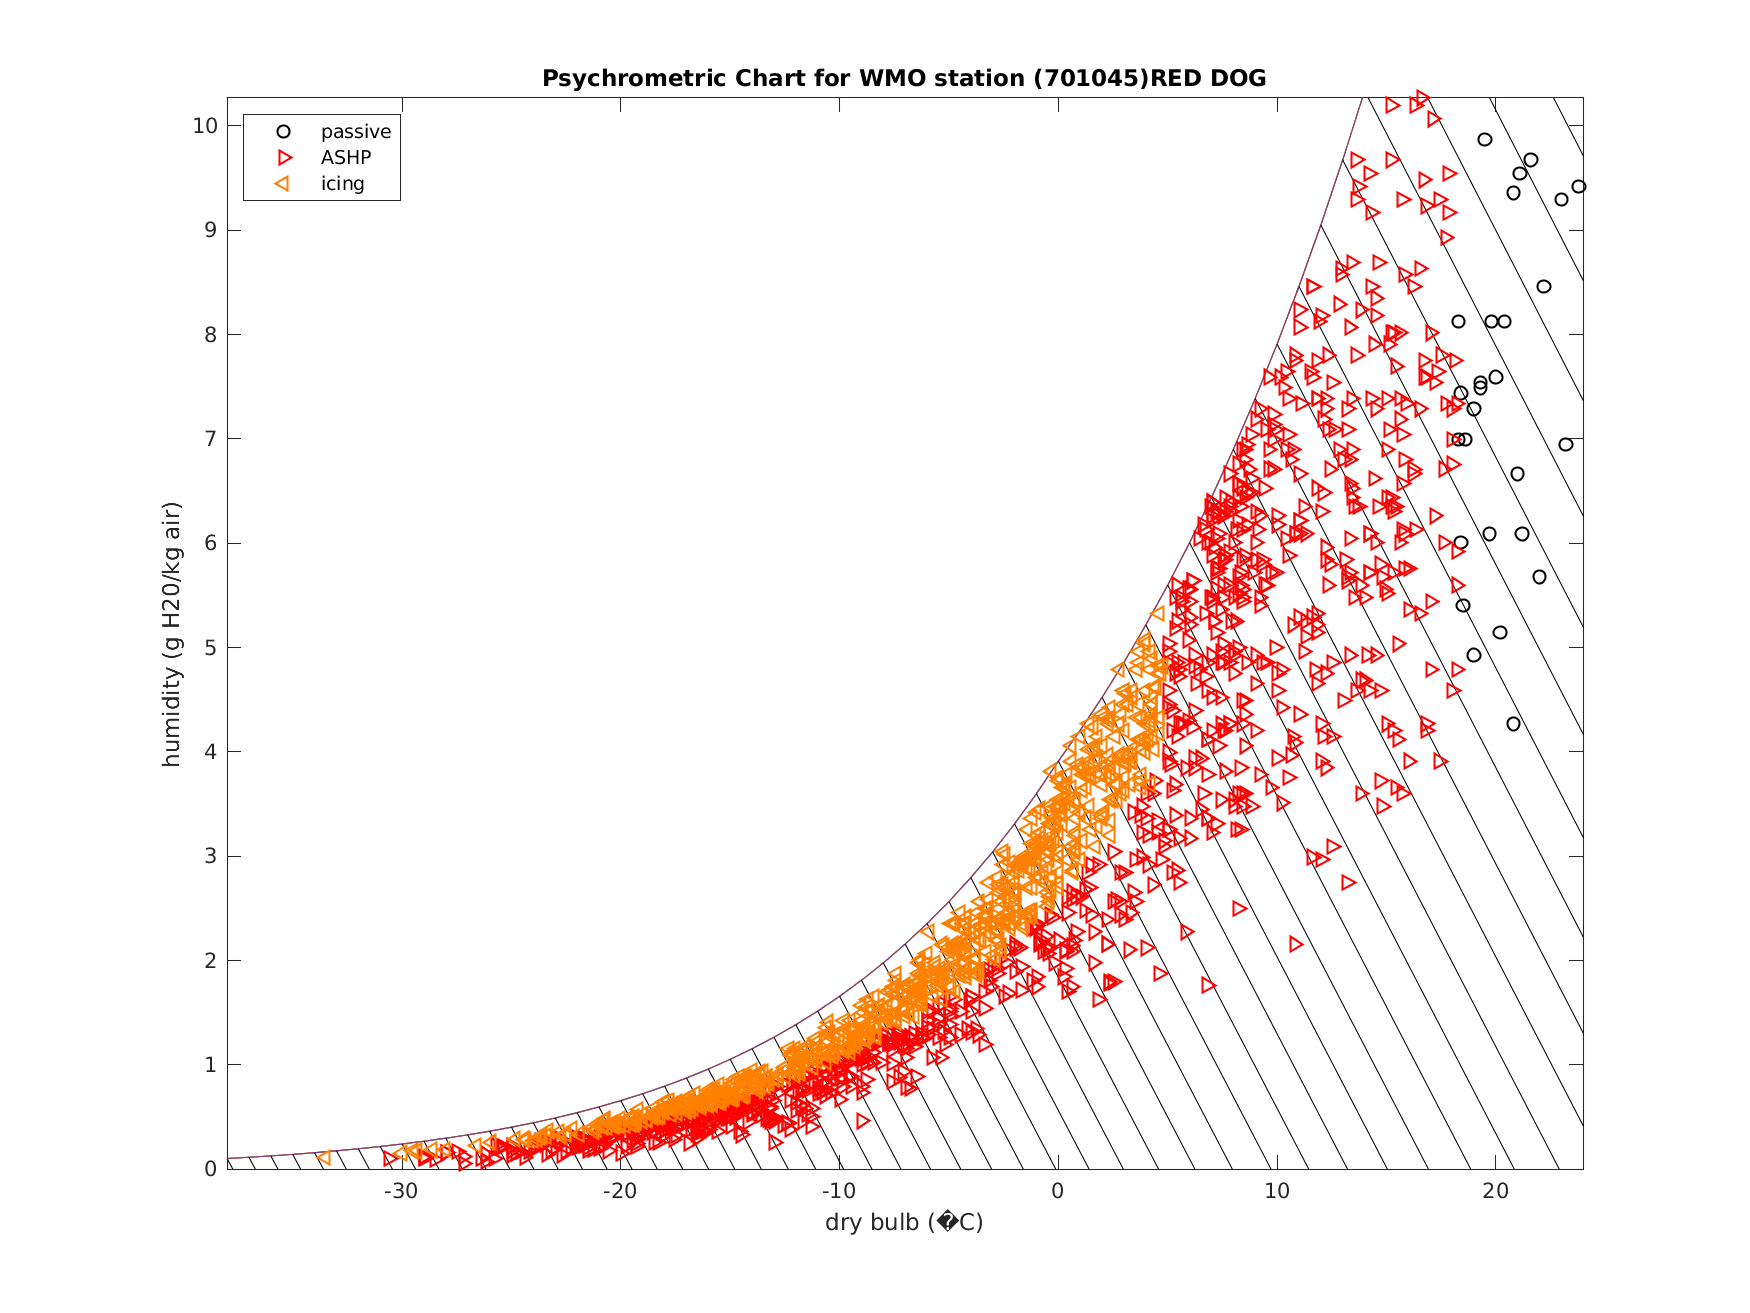 Psychrometric Chart for WMO station (701045)RED DOG
passive
ASHP
icing
humidity (g H20/kg air)
10
9
8
7
6
5
4
3
2
1
0
-30 -20 -10 0 10 20
dry bulb (�C)